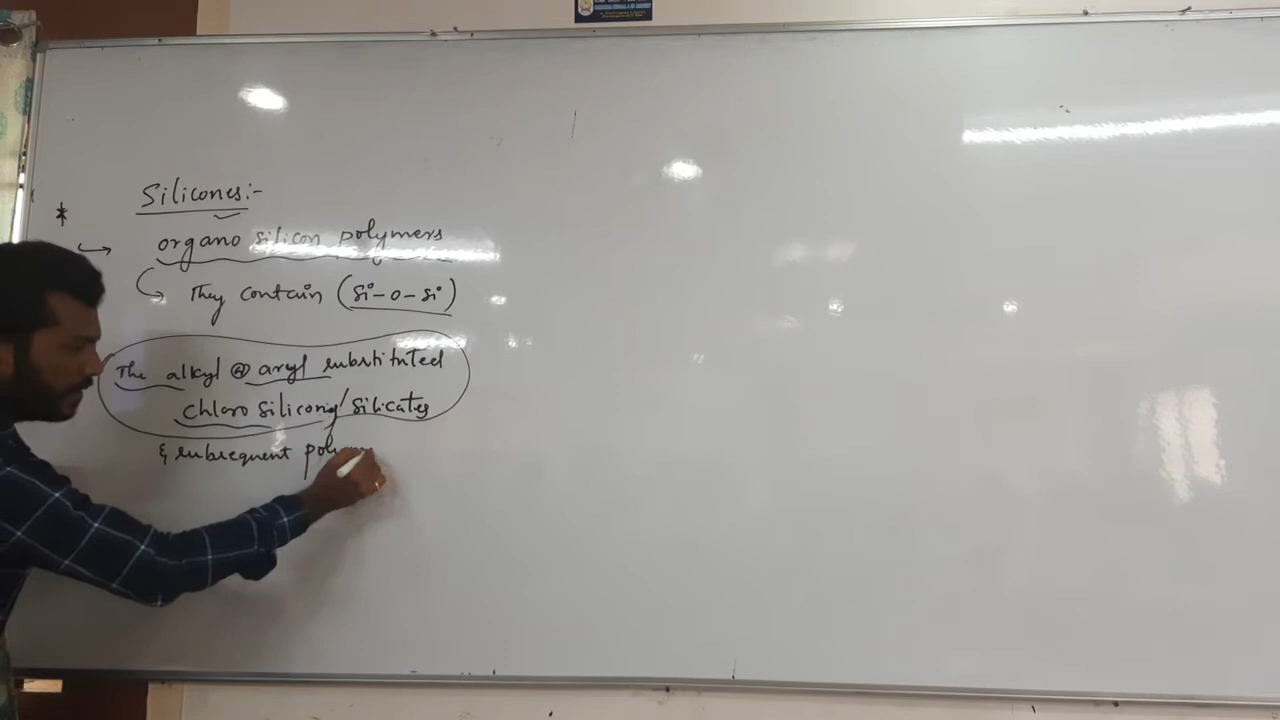 Silicones:-
* → organo silicon polymers
They contain (Si-O-Si)
The alkyl @ aryl substituted
chloro silicons/silicates
& subsequent